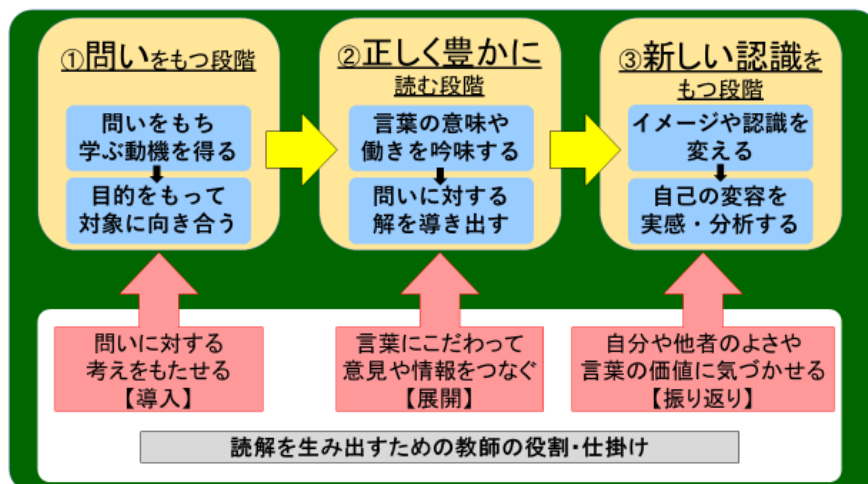 ①問いをもつ段階
問いをもち
学ぶ動機を得る
目的をもって
対象に向き合う
②正しく豊かに
読む段階
言葉の意味や
働きを吟味する
問いに対する
解を導き出す
③新しい認識を
もつ段階
イメージや認識を
変える
自己の変容を
実感・分析する
問いに対する
考えをもたせる
【導入】
言葉にこだわって
意見や情報をつなぐ
【展開】
自分や他者のよさや
言葉の価値に気づかせる
【振り返り】
読解を生み出すための教師の役割・仕掛け